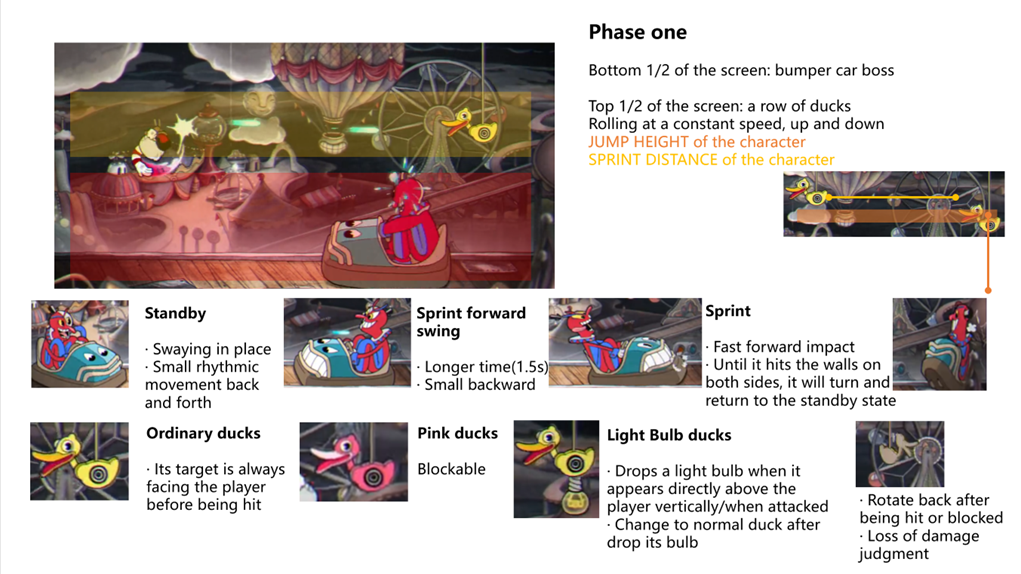 Phase one
Bottom 1/2 of the screen: bumper car boss
Top 1/2 of the screen: a row of ducks
Rolling at a constant speed, up and down
JUMP HEIGHT of the character
SPRINT DISTANCE of the character
Standby
· Swaying in place
· Small rhythmic
movement back
and forth
Sprint forward
swing
· Longer time(1.5s)
· Small backward
Sprint
· Fast forward impact
· Until it hits the walls on
both sides, it will turn and
return to the standby state
Ordinary ducks
· Its target is always
facing the player
before being hit
Pink ducks
Blockable
Light Bulb ducks
· Drops a light bulb when it
appears directly above the
player vertically/when attacked
· Change to normal duck after
drop its bulb
· Rotate back after
being hit or blocked
· Loss of damage
judgment